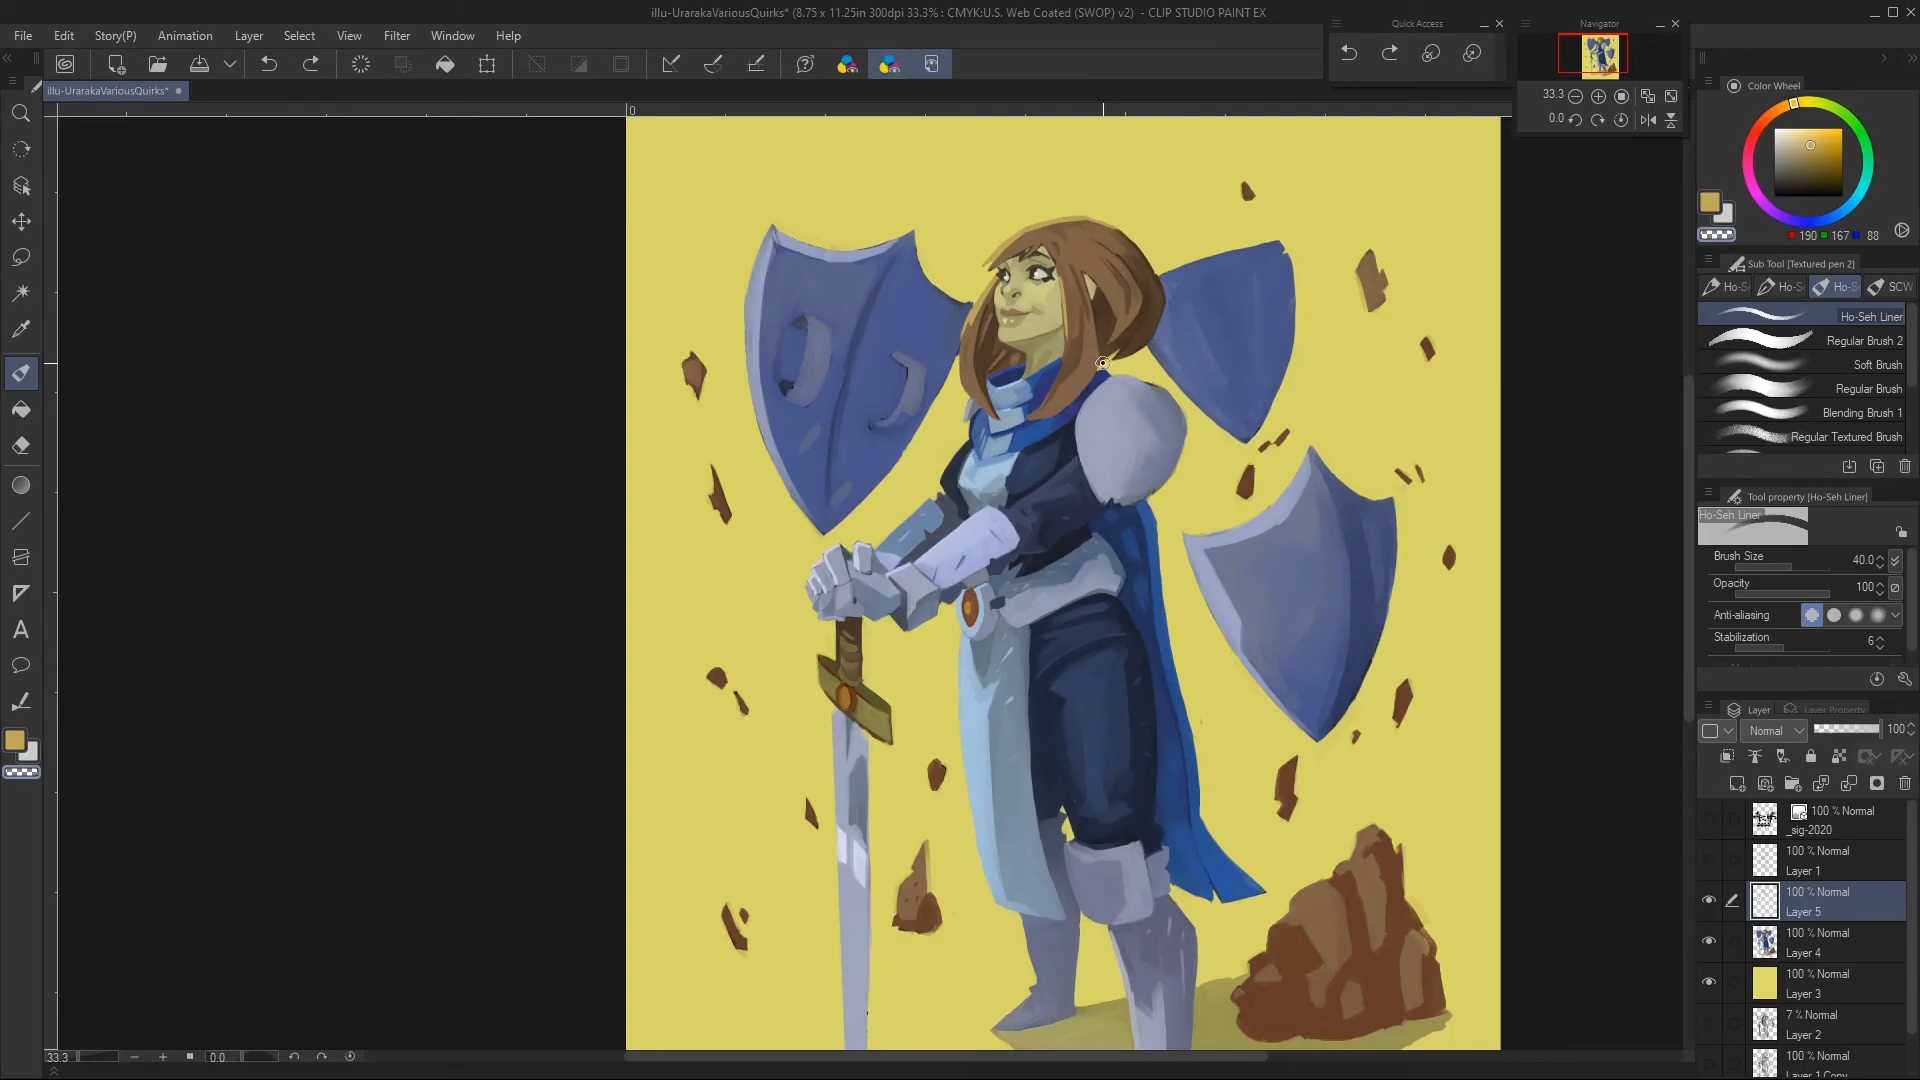 illu-UrarakaVariousQuirks* (8.75 x 11.25in 300dpi 33.3% : CMYK:U.S. Web Coated (SWOP) v2) - CLIP STUDIO PAINT EX
Quick Access
Navigator
File Edit Story(P) Animation Layer Select View Filter Window Help
illu-UrarakaVariousQuirks*
33.3
0.0
0
Color Wheel
190 167 88
Sub Tool [Textured pen 2]
Ho-S Ho-S Ho-S SCW
Ho-Seh Liner
Regular Brush 2
Soft Brush
Regular Brush
Blending Brush 1
Regular Textured Brush
Tool property [Ho-Seh Liner]
Ho-Seh Liner
Brush Size 40.0
Opacity 100
Anti-aliasing
Stabilization 6
Layer Layer Property
Normal 100
100 % Normal
_sig-2020
100 % Normal
Layer 1
100 % Normal
Layer 5
100 % Normal
Layer 4
100 % Normal
Layer 3
7 % Normal
Layer 2
100 % Normal
Layer 1 Copy
33.3 0.0